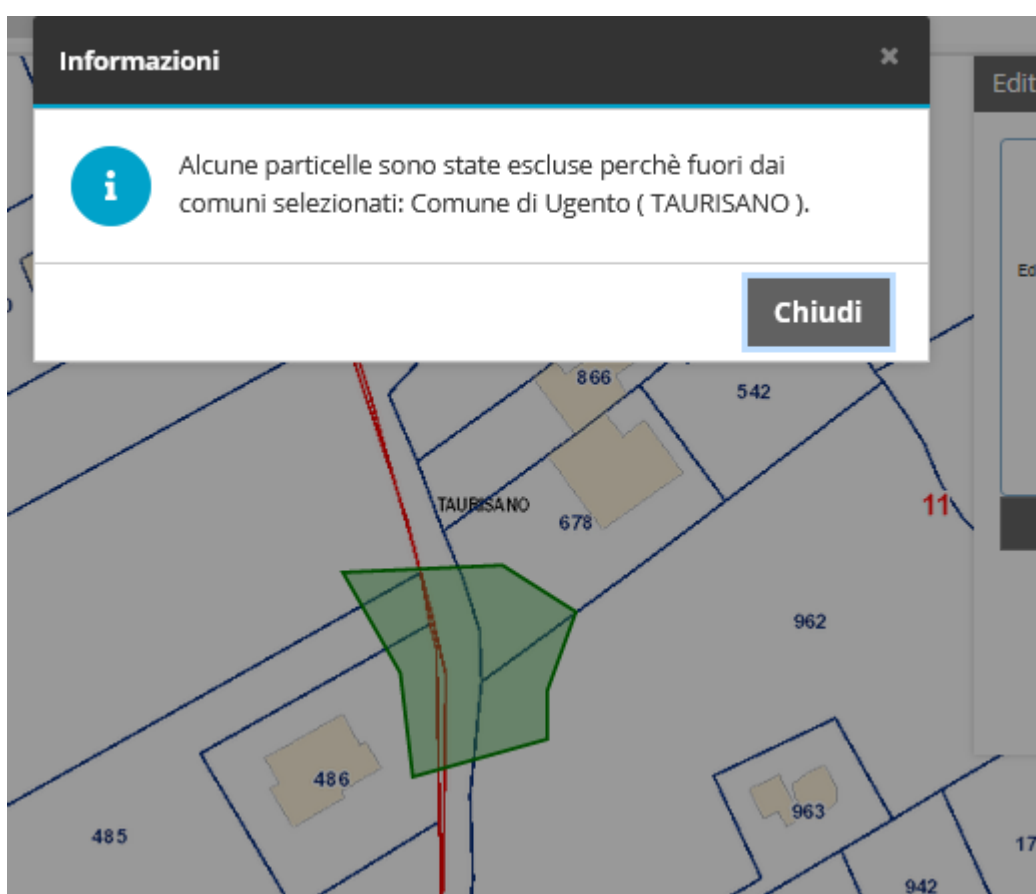 Informazioni
×
Edit
Alcune particelle sono state escluse perchè fuori dai
comuni selezionati: Comune di Ugento ( TAURISANO ).
Ed
Chiudi
866
542
TAURISANO
678
11
962
486
963
485
17
942